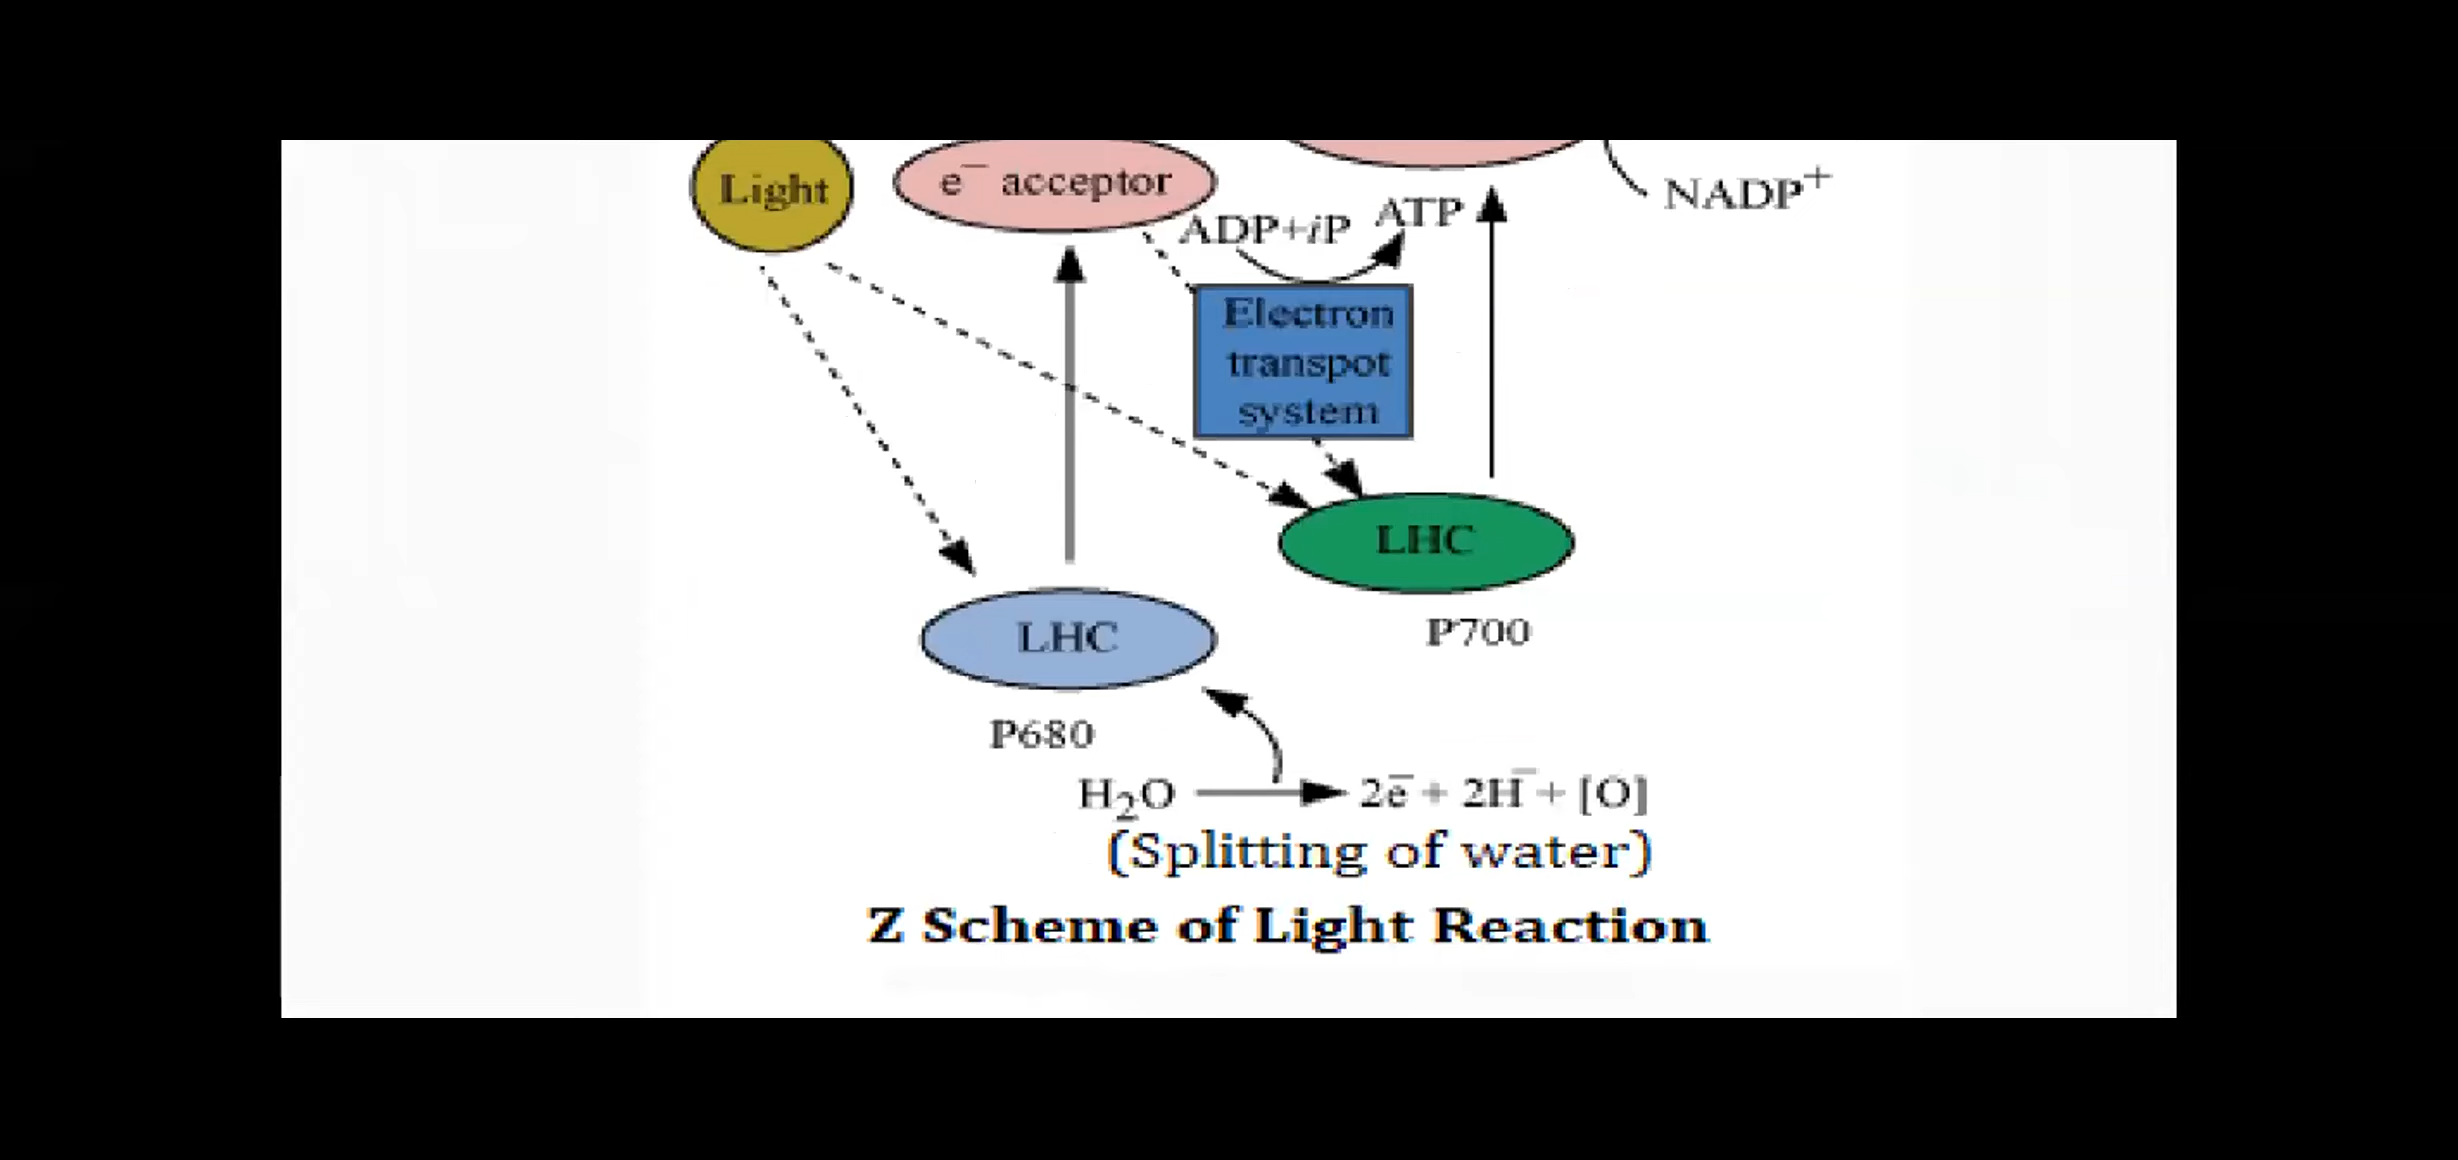 Light
e⁻ acceptor
NADP⁺
ADP+iP
ATP
Electron
transpot
system
LHC
P700
LHC
P680
H₂O → 2e̅ + 2H̅ + [O]
(Splitting of water)
Z Scheme of Light Reaction